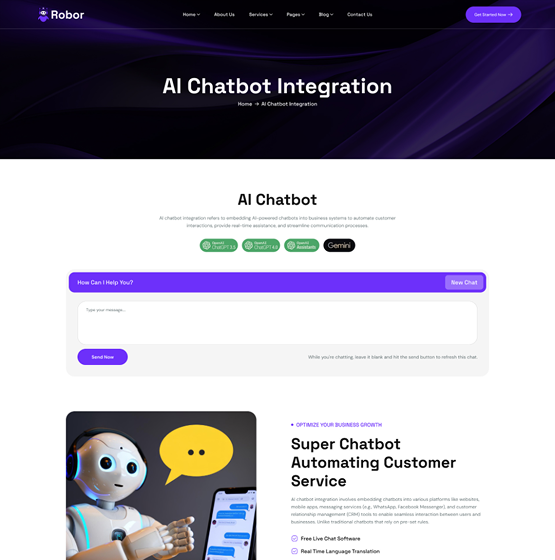 Robor
Home
About Us
Services
Pages
Blog
Contact Us
Get Started Now →
AI Chatbot Integration
Home → AI Chatbot Integration
AI Chatbot
AI chatbot integration refers to embedding AI-powered chatbots into business systems to automate customer
interactions, provide real-time assistance, and streamline communication processes.
OpenAI
ChatGPT 3.5
OpenAI
ChatGPT 4.0
OpenAI
Assistants
Gemini
How Can I Help You?
New Chat
Type your message...
Send Now
While you're chatting, leave it blank and hit the send button to refresh this chat.
OPTIMIZE YOUR BUSINESS GROWTH
Super Chatbot
Automating Customer
Service
AI chatbot integration involves embedding chatbots into various platforms like websites,
mobile apps, messaging services (e.g., WhatsApp, Facebook Messenger), and customer
relationship management (CRM) tools to enable seamless interaction between users and
businesses. Unlike traditional chatbots that rely on pre-set rules.
Free Live Chat Software
Real Time Language Translation